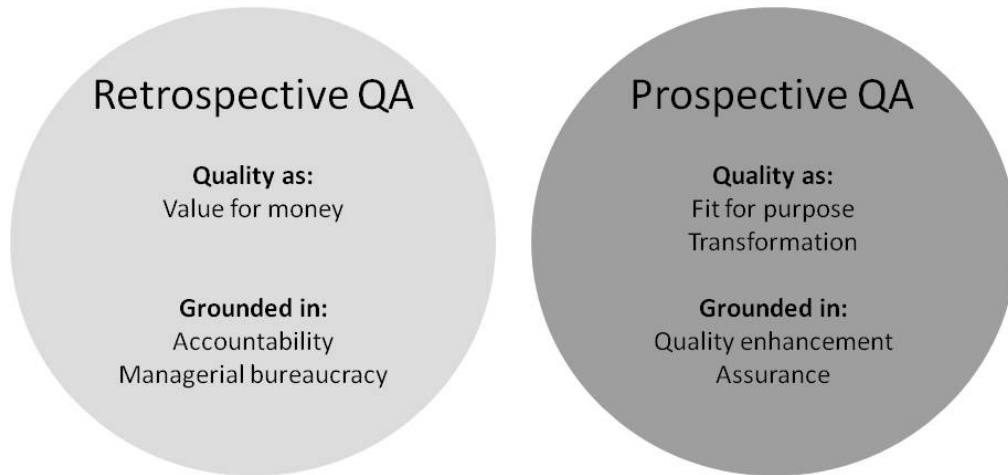 Retrospective QA
Quality as:
Value for money
Grounded in:
Accountability
Managerial bureaucracy
Prospective QA
Quality as:
Fit for purpose
Transformation
Grounded in:
Quality enhancement
Assurance